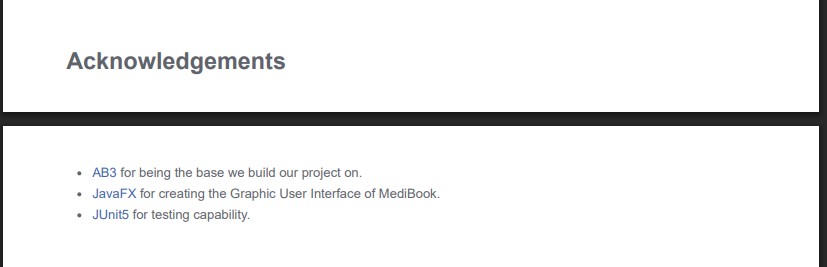 Acknowledgements
• AB3 for being the base we build our project on.
• JavaFX for creating the Graphic User Interface of MediBook.
• JUnit5 for testing capability.